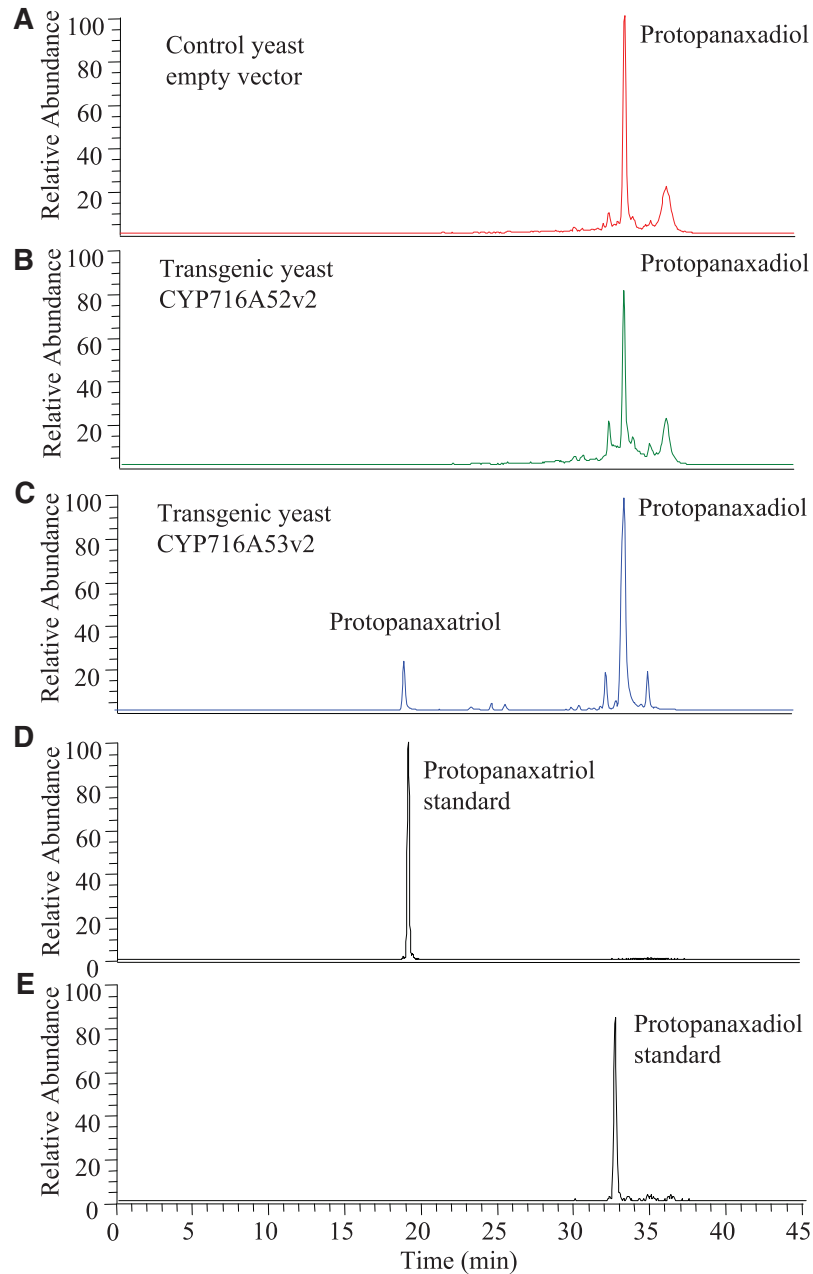 A
Relative Abundance
100
80
60
40
20
Control yeast
empty vector
Protopanaxadiol
B
Relative Abundance
100
80
60
40
20
Transgenic yeast
CYP716A52v2
Protopanaxadiol
C
Relative Abundance
100
80
60
40
20
Transgenic yeast
CYP716A53v2
Protopanaxatriol
Protopanaxadiol
D
Relative Abundance
100
80
60
40
20
0
Protopanaxatriol
standard
E
Relative Abundance
100
80
60
40
20
0
Protopanaxadiol
standard
0 5 10 15 20 25 30 35 40 45
Time (min)